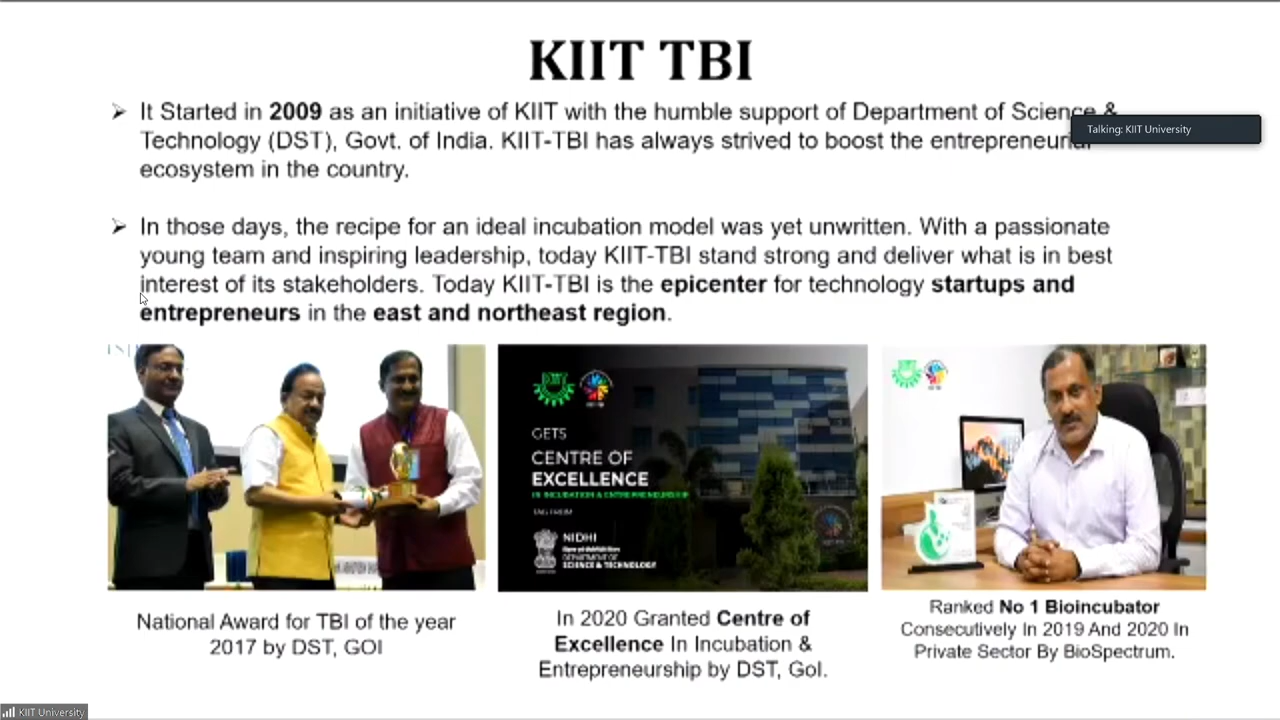 KIIT TBI
It Started in 2009 as an initiative of KIIT with the humble support of Department of Science &
Talking: KIIT University
Technology (DST), Govt. of India. KIIT-TBI has always strived to boost the entrepreneurial
ecosystem in the country.
In those days, the recipe for an ideal incubation model was yet unwritten. With a passionate
young team and inspiring leadership, today KIIT-TBI stand strong and deliver what is in best
interest of its stakeholders. Today KIIT-TBI is the epicenter for technology startups and
entrepreneurs in the east and northeast region.
GETS
CENTRE OF
EXCELLENCE
IN INCUBATION & ENTREPRENEURSHIP
TAG FROM
NIDHI
DEPARTMENT OF
SCIENCE & TECHNOLOGY
National Award for TBI of the year
2017 by DST, GOI
In 2020 Granted Centre of
Excellence In Incubation &
Entrepreneurship by DST, GoI.
Ranked No 1 Bioincubator
Consecutively In 2019 And 2020 In
Private Sector By BioSpectrum.
KIIT University